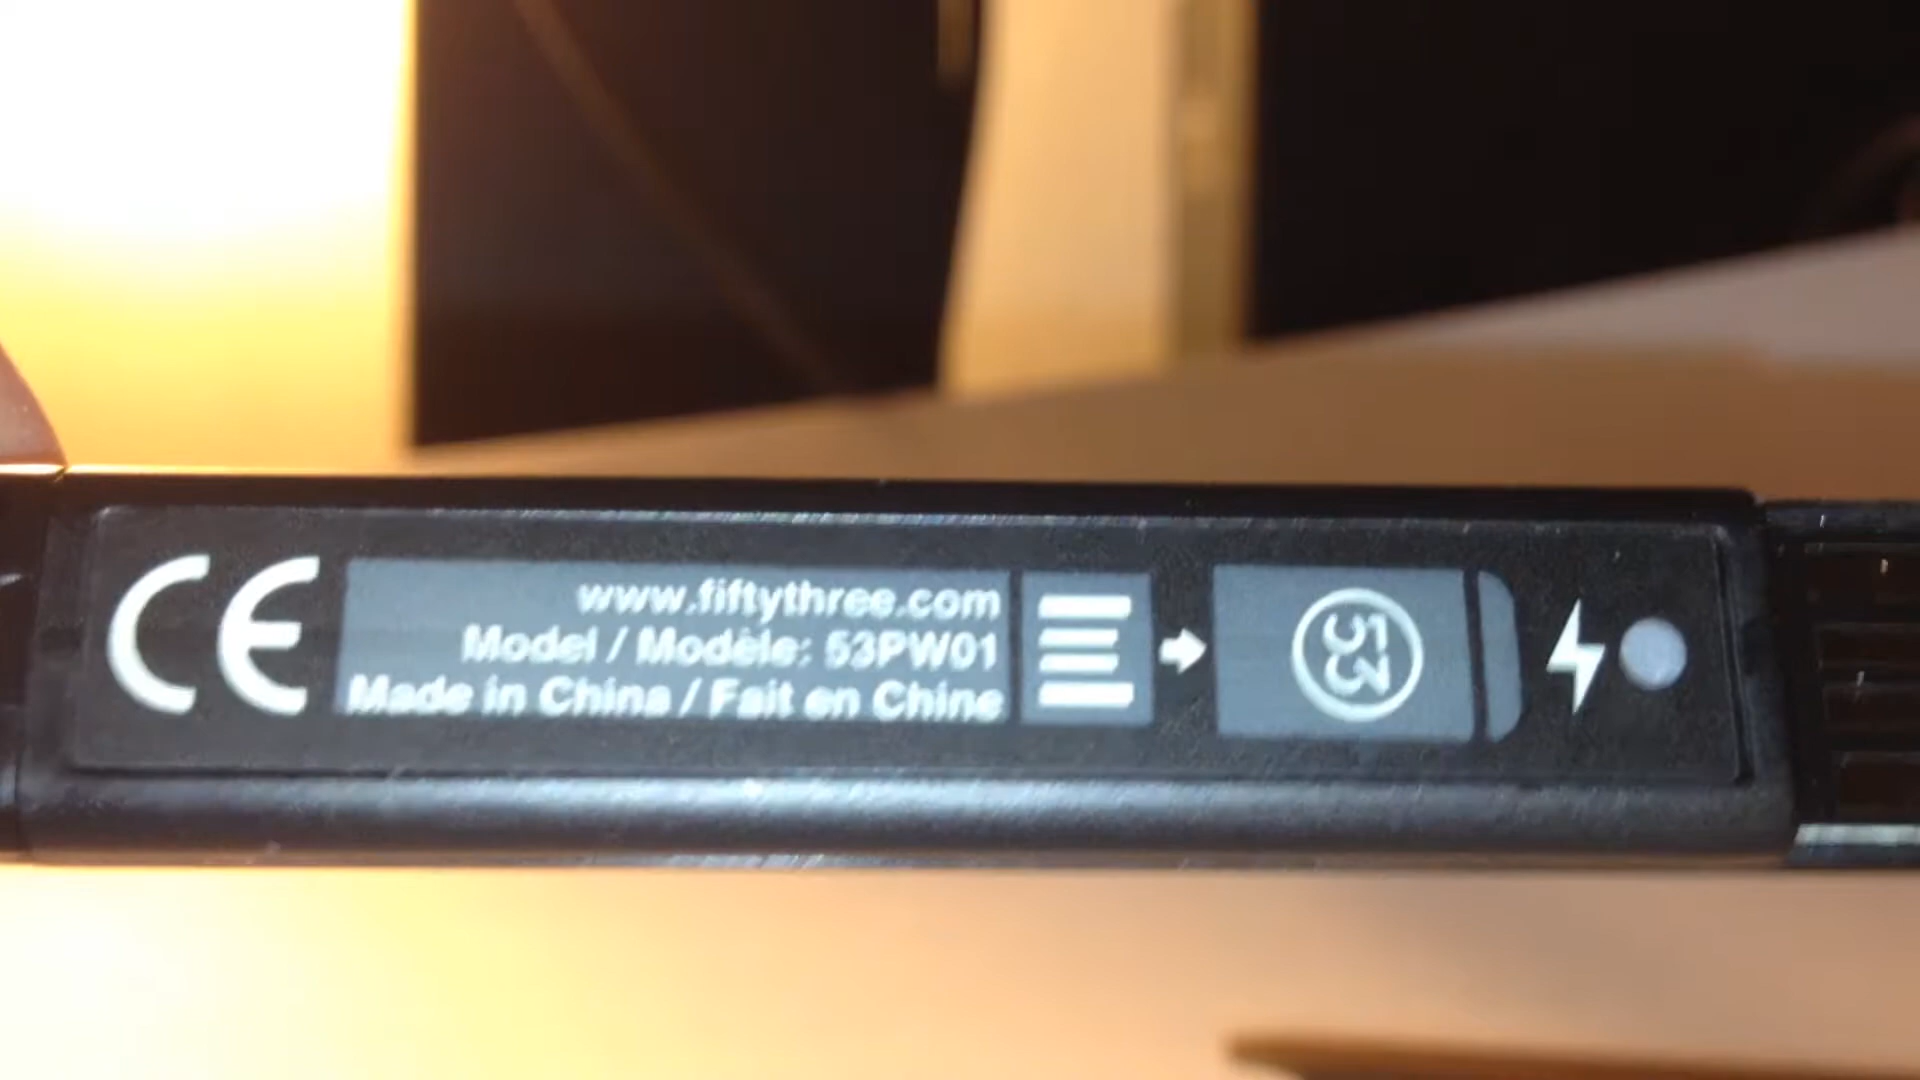 CE
www.fiftythree.com
Model / Modèle: 53PW01
Made in China / Fait en Chine
53